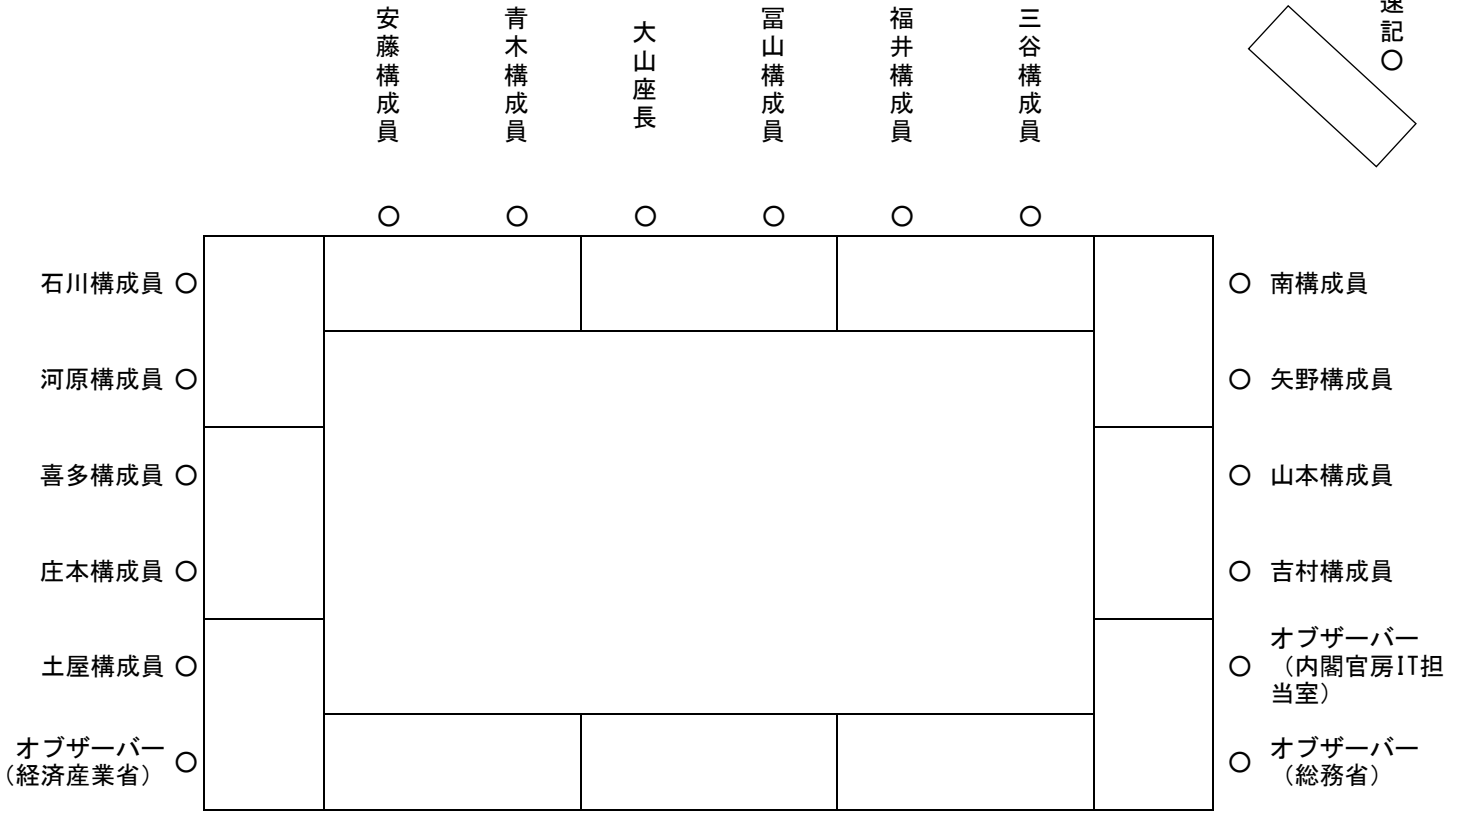 安藤構成員
青木構成員
大山座長
冨山構成員
福井構成員
三谷構成員
速記○
○ ○ ○ ○ ○ ○
石川構成員 ○
河原構成員 ○
喜多構成員 ○
庄本構成員 ○
土屋構成員 ○
オブザーバー
（経済産業省） ○
○ 南構成員
○ 矢野構成員
○ 山本構成員
○ 吉村構成員
オブザーバー
○ （内閣官房IT担
当室）
○ オブザーバー
（総務省）